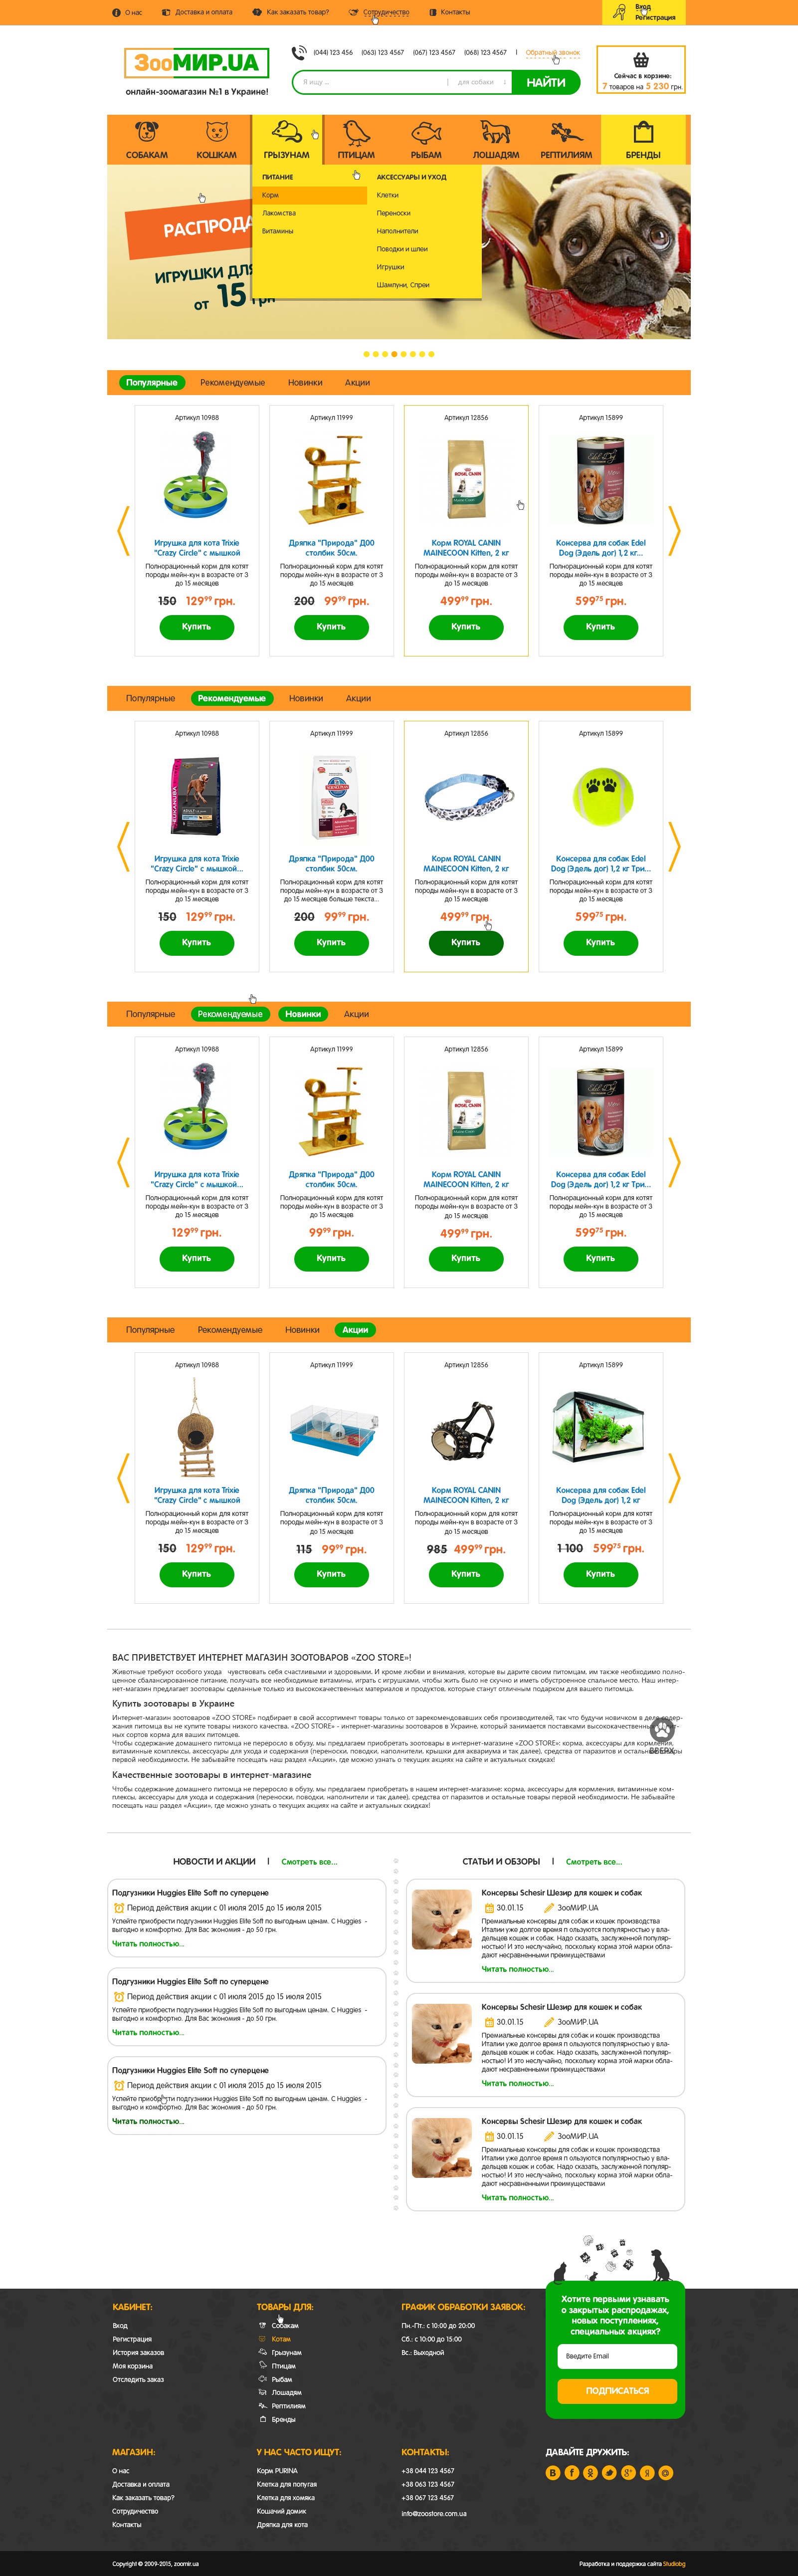 О нас
Доставка и оплата
Как заказать товар?
Сотрудничество
Контакты
Вход
Регистрация
ЗооМИР.UA
онлайн-зоомагазин №1 в Украине!
(044) 123 456 (063) 123 4567 (067) 123 4567 (068) 123 4567 | Обратный звонок
Я ищу ... | для собаки
НАЙТИ
Сейчас в корзине:
7 товаров на 5 230 грн.
СОБАКАМ
КОШКАМ
ГРЫЗУНАМ
ПТИЦАМ
РЫБАМ
ЛОШАДЯМ
РЕПТИЛИЯМ
БРЕНДЫ
ПИТАНИЕ
Корм
Лакомства
Витамины
АКСЕССУАРЫ И УХОД
Клетки
Переноски
Наполнители
Поводки и шлеи
Игрушки
Шампуни, Спреи
РАСПРОДА
ИГРУШКИ ДЛЯ
от 15 грн
Популярные Рекомендуемые Новинки Акции
Артикул 10988
Игрушка для кота Trixie
"Crazy Circle" с мышкой
Полнорационный корм для котят
породы мейн-кун в возрасте от 3
до 15 месяцев
150 129⁹⁹ грн.
Купить
Артикул 11999
Дряпка "Природа" Д00
столбик 50см.
Полнорационный корм для котят
породы мейн-кун в возрасте от 3
до 15 месяцев
200 99⁹⁹ грн.
Купить
Артикул 12856
ROYAL CANIN
Корм ROYAL CANIN
MAINECOON Kitten, 2 кг
Полнорационный корм для котят
породы мейн-кун в возрасте от 3
до 15 месяцев
499⁹⁹ грн.
Купить
Артикул 15899
Edel Dog
Консерва для собак Edel
Dog (Эдель дог) 1,2 кг...
Полнорационный корм для котят
породы мейн-кун в возрасте от 3
до 15 месяцев
599⁷⁵ грн.
Купить
Популярные Рекомендуемые Новинки Акции
Артикул 10988
Игрушка для кота Trixie
"Crazy Circle" с мышкой...
Полнорационный корм для котят
породы мейн-кун в возрасте от 3
до 15 месяцев
150 129⁹⁹ грн.
Купить
Артикул 11999
Дряпка "Природа" Д00
столбик 50см.
Полнорационный корм для котят
породы мейн-кун в возрасте от 3
до 15 месяцев больше текста...
200 99⁹⁹ грн.
Купить
Артикул 12856
Корм ROYAL CANIN
MAINECOON Kitten, 2 кг
Полнорационный корм для котят
породы мейн-кун в возрасте от 3
до 15 месяцев
499⁹⁹ грн.
Купить
Артикул 15899
Консерва для собак Edel
Dog (Эдель дог) 1,2 кг Три...
Полнорационный корм для котят
породы мейн-кун в возрасте от 3
до 15 месяцев
599⁷⁵ грн.
Купить
Популярные Рекомендуемые Новинки Акции
Артикул 10988
Игрушка для кота Trixie
"Crazy Circle" с мышкой...
Полнорационный корм для котят
породы мейн-кун в возрасте от 3
до 15 месяцев
129⁹⁹ грн.
Купить
Артикул 11999
Дряпка "Природа" Д00
столбик 50см.
Полнорационный корм для котят
породы мейн-кун в возрасте от 3
до 15 месяцев
99⁹⁹ грн.
Купить
Артикул 12856
ROYAL CANIN
Корм ROYAL CANIN
MAINECOON Kitten, 2 кг
Полнорационный корм для котят
породы мейн-кун в возрасте от 3
до 15 месяцев
499⁹⁹ грн.
Купить
Артикул 15899
Edel Dog
Консерва для собак Edel
Dog (Эдель дог) 1,2 кг Три...
Полнорационный корм для котят
породы мейн-кун в возрасте от 3
до 15 месяцев
599⁷⁵ грн.
Купить
Популярные Рекомендуемые Новинки Акции
Артикул 10988
Игрушка для кота Trixie
"Crazy Circle" с мышкой
Полнорационный корм для котят
породы мейн-кун в возрасте от 3
до 15 месяцев
150 129⁹⁹ грн.
Купить
Артикул 11999
Дряпка "Природа" Д00
столбик 50см.
Полнорационный корм для котят
породы мейн-кун в возрасте от 3
до 15 месяцев
115 99⁹⁹ грн.
Купить
Артикул 12856
Корм ROYAL CANIN
MAINECOON Kitten, 2 кг
Полнорационный корм для котят
породы мейн-кун в возрасте от 3
до 15 месяцев
985 499⁹⁹ грн.
Купить
Артикул 15899
Консерва для собак Edel
Dog (Эдель дог) 1,2 кг
Полнорационный корм для котят
породы мейн-кун в возрасте от 3
до 15 месяцев
1 100 599⁷⁵ грн.
Купить
ВАС ПРИВЕТСТВУЕТ ИНТЕРНЕТ МАГАЗИН ЗООТОВАРОВ «ZOO STORE»!
Животные требуют особого ухода чувствовать себя счастливыми и здоровыми. И кроме любви и внимания, которые вы дарите своим питомцам, им также необходимо полно-
ценное сбалансированное питание, получать все необходимые витамины, играть с игрушками, чтобы жить было не скучно и иметь обустроенное спальное место. Наш интер-
нет-магазин предлагает зоотовары сделанные только из высококачественных материалов и продуктов, которые станут отличным подарком для вашего питомца.
Купить зоотовары в Украине
Интернет-магазин зоотоваров «ZOO STORE» подбирает в свой ассортимент товары только от зарекомендовавших себя производителей, так что будучи новичком в деле
жания питомца вы не купите товары низкого качества. «ZOO STORE» - интернет-магазины зоотоваров в Украине, который занимается поставками высококачественных
ных сортов корма для ваших питомцев.
Чтобы содержание домашнего питомца не переросло в обузу, мы предлагаем приобретать зоотовары в интернет-магазине «ZOO STORE»: корма, аксессуары для кормления,
витаминные комплексы, аксессуары для ухода и содержания (переноски, поводки, наполнители, крышки для аквариума и так далее), средства от паразитов и остальные товары
первой необходимости. Не забывайте посещать наш раздел «Акции», где можно узнать о текущих акциях на сайте и актуальных скидках!
ВВЕРХ
Качественные зоотовары в интернет-магазине
Чтобы содержание домашнего питомца не переросло в обузу, мы предлагаем приобретать в нашем интернет-магазине: корма, аксессуары для кормления, витаминные ком-
плексы, аксессуары для ухода и содержания (переноски, поводки, наполнители и так далее), средства от паразитов и остальные товары первой необходимости. Не забывайте
посещать наш раздел «Акции», где можно узнать о текущих акциях на сайте и актуальных скидках!
НОВОСТИ И АКЦИИ | Смотреть все...
Подгузники Huggies Elite Soft по суперцене
Период действия акции с 01 июля 2015 до 15 июля 2015
Успейте приобрести подгузники Huggies Elite Soft по выгодным ценам. С Huggies -
выгодно и комфортно. Для Вас экономия - до 50 грн.
Читать полностью...
Подгузники Huggies Elite Soft по суперцене
Период действия акции с 01 июля 2015 до 15 июля 2015
Успейте приобрести подгузники Huggies Elite Soft по выгодным ценам. С Huggies -
выгодно и комфортно. Для Вас экономия - до 50 грн.
Читать полностью...
Подгузники Huggies Elite Soft по суперцене
Период действия акции с 01 июля 2015 до 15 июля 2015
Успейте приобрести подгузники Huggies Elite Soft по выгодным ценам. С Huggies -
выгодно и комфортно. Для Вас экономия - до 50 грн.
Читать полностью...
СТАТЬИ И ОБЗОРЫ | Смотреть все...
Консервы Schesir Шезир для кошек и собак
30.01.15 ЗооМИР.UA
Премиальные консервы для кошек и собак производства
Италии уже долгое время п ользуются популярностью у вла-
дельцев кошек и собак. Надо сказать, заслуженной популяр-
ностью! И это неслучайно, поскольку корма этой марки обла-
дают несравненными преимуществами
Читать полностью...
Консервы Schesir Шезир для кошек и собак
30.01.15 ЗооМИР.UA
Премиальные консервы для кошек и собак производства
Италии уже долгое время п ользуются популярностью у вла-
дельцев кошек и собак. Надо сказать, заслуженной популяр-
ностью! И это неслучайно, поскольку корма этой марки обла-
дают несравненными преимуществами
Читать полностью...
Консервы Schesir Шезир для кошек и собак
30.01.15 ЗооМИР.UA
Премиальные консервы для кошек и собак производства
Италии уже долгое время п ользуются популярностью у вла-
дельцев кошек и собак. Надо сказать, заслуженной популяр-
ностью! И это неслучайно, поскольку корма этой марки обла-
дают несравненными преимуществами
Читать полностью...
КАБИНЕТ:
Вход
Регистрация
История заказов
Моя корзина
Отследить заказ
ТОВАРЫ ДЛЯ:
Собакам
Котам
Грызунам
Птицам
Рыбам
Лошадям
Рептилиям
Бренды
ГРАФИК ОБРАБОТКИ ЗАЯВОК:
Пн.-Пт.: с 10:00 до 20:00
Сб.: с 10:00 до 15:00
Вс.: Выходной
Хотите первыми узнавать
о закрытых распродажах,
новых поступлениях,
специальных акциях?
Введите Email
ПОДПИСАТЬСЯ
МАГАЗИН:
О нас
Доставка и оплата
Как заказать товар?
Сотрудничество
Контакты
У НАС ЧАСТО ИЩУТ:
Корм PURINA
Клетка для попугая
Клетка для хомяка
Кошачий домик
Дряпка для кота
КОНТАКТЫ:
+38 044 123 4567
+38 063 123 4567
+38 067 123 4567
info@zoostore.com.ua
ДАВАЙТЕ ДРУЖИТЬ:
Copyright © 2009-2015, zoomir.ua
Разработка и поддержка сайта Studiobg